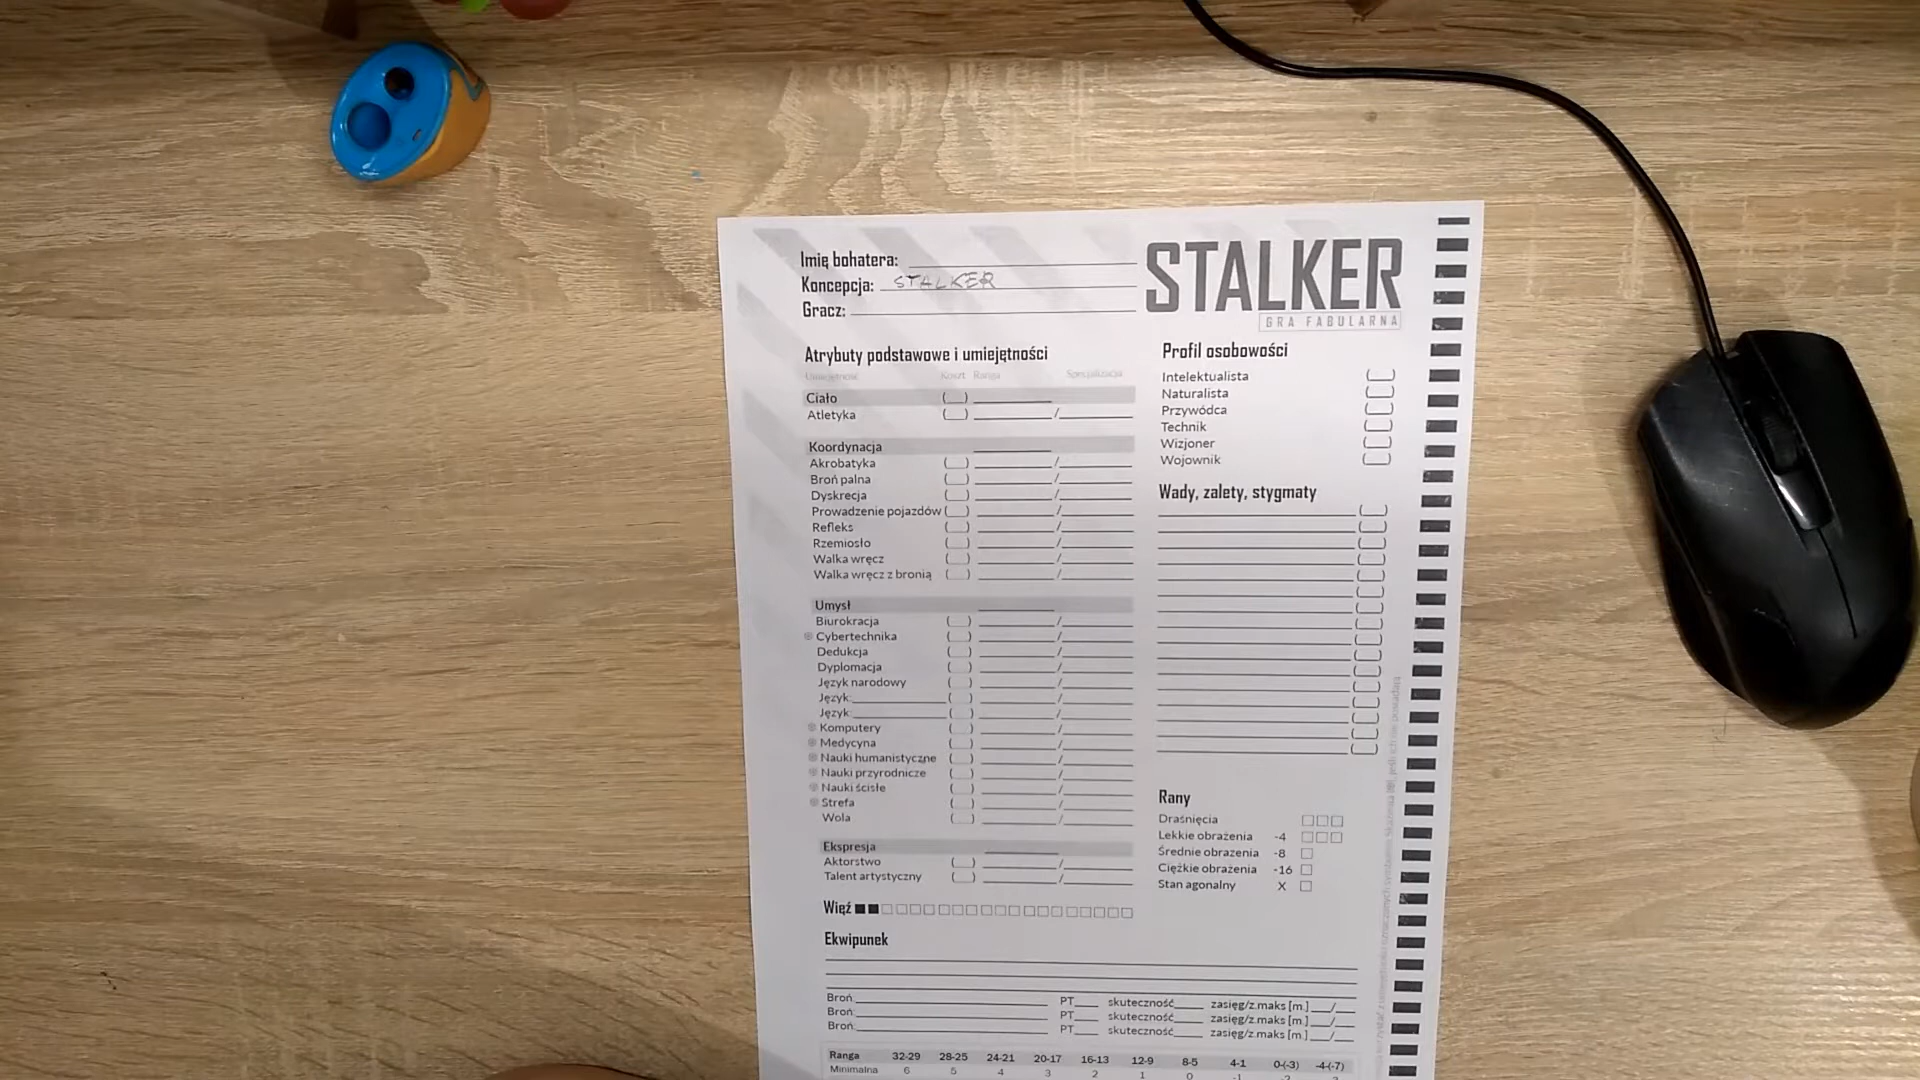 Imię bohatera:
Koncepcja: STALKER
Gracz:
STALKER
GRA FABULARNA
Atrybuty podstawowe i umiejętności
Umiejętność Koszt Ranga Specjalizacja
Ciało
Atletyka
Koordynacja
Akrobatyka
Broń palna
Dyskrecja
Prowadzenie pojazdów
Refleks
Rzemiosło
Walka wręcz
Walka wręcz z bronią
Umysł
Biurokracja
Cybertechnika
Dedukcja
Dyplomacja
Język narodowy
Język:
Język:
Komputery
Medycyna
Nauki humanistyczne
Nauki przyrodnicze
Nauki ścisłe
Strefa
Wola
Ekspresja
Aktorstwo
Talent artystyczny
Więź
Profil osobowości
Intelektualista
Naturalista
Przywódca
Technik
Wizjoner
Wojownik
Wady, zalety, stygmaty
Rany
Draśnięcia
Lekkie obrażenia -4
Średnie obrażenia -8
Ciężkie obrażenia -16
Stan agonalny X
Ekwipunek
Broń: PT skuteczność zasięg/z.maks [m.] /
Broń: PT skuteczność zasięg/z.maks [m.] /
Broń: PT skuteczność zasięg/z.maks [m.] /
Ranga 32-29 28-25 24-21 20-17 16-13 12-9 8-5 4-1 0-(-3) -4-(-7)
Minimalna 6 5 4 3 2 1 0 -1 -2